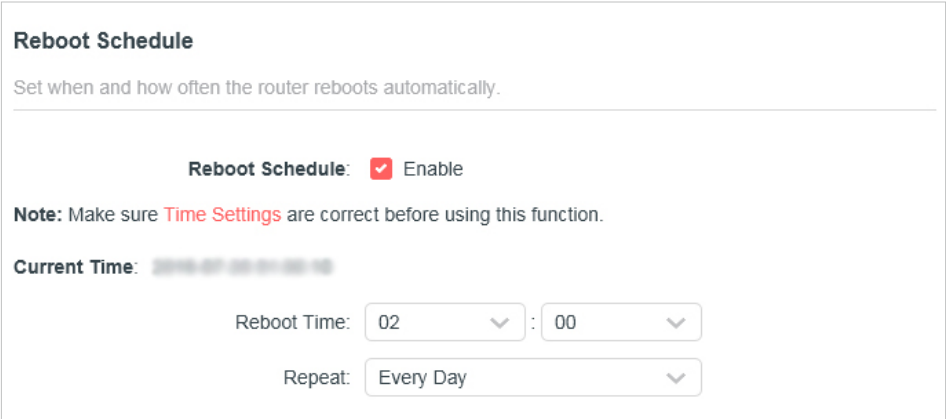 Reboot Schedule
Set when and how often the router reboots automatically.
Reboot Schedule: Enable
Note: Make sure Time Settings are correct before using this function.
Current Time:
Reboot Time: 02 : 00
Repeat: Every Day